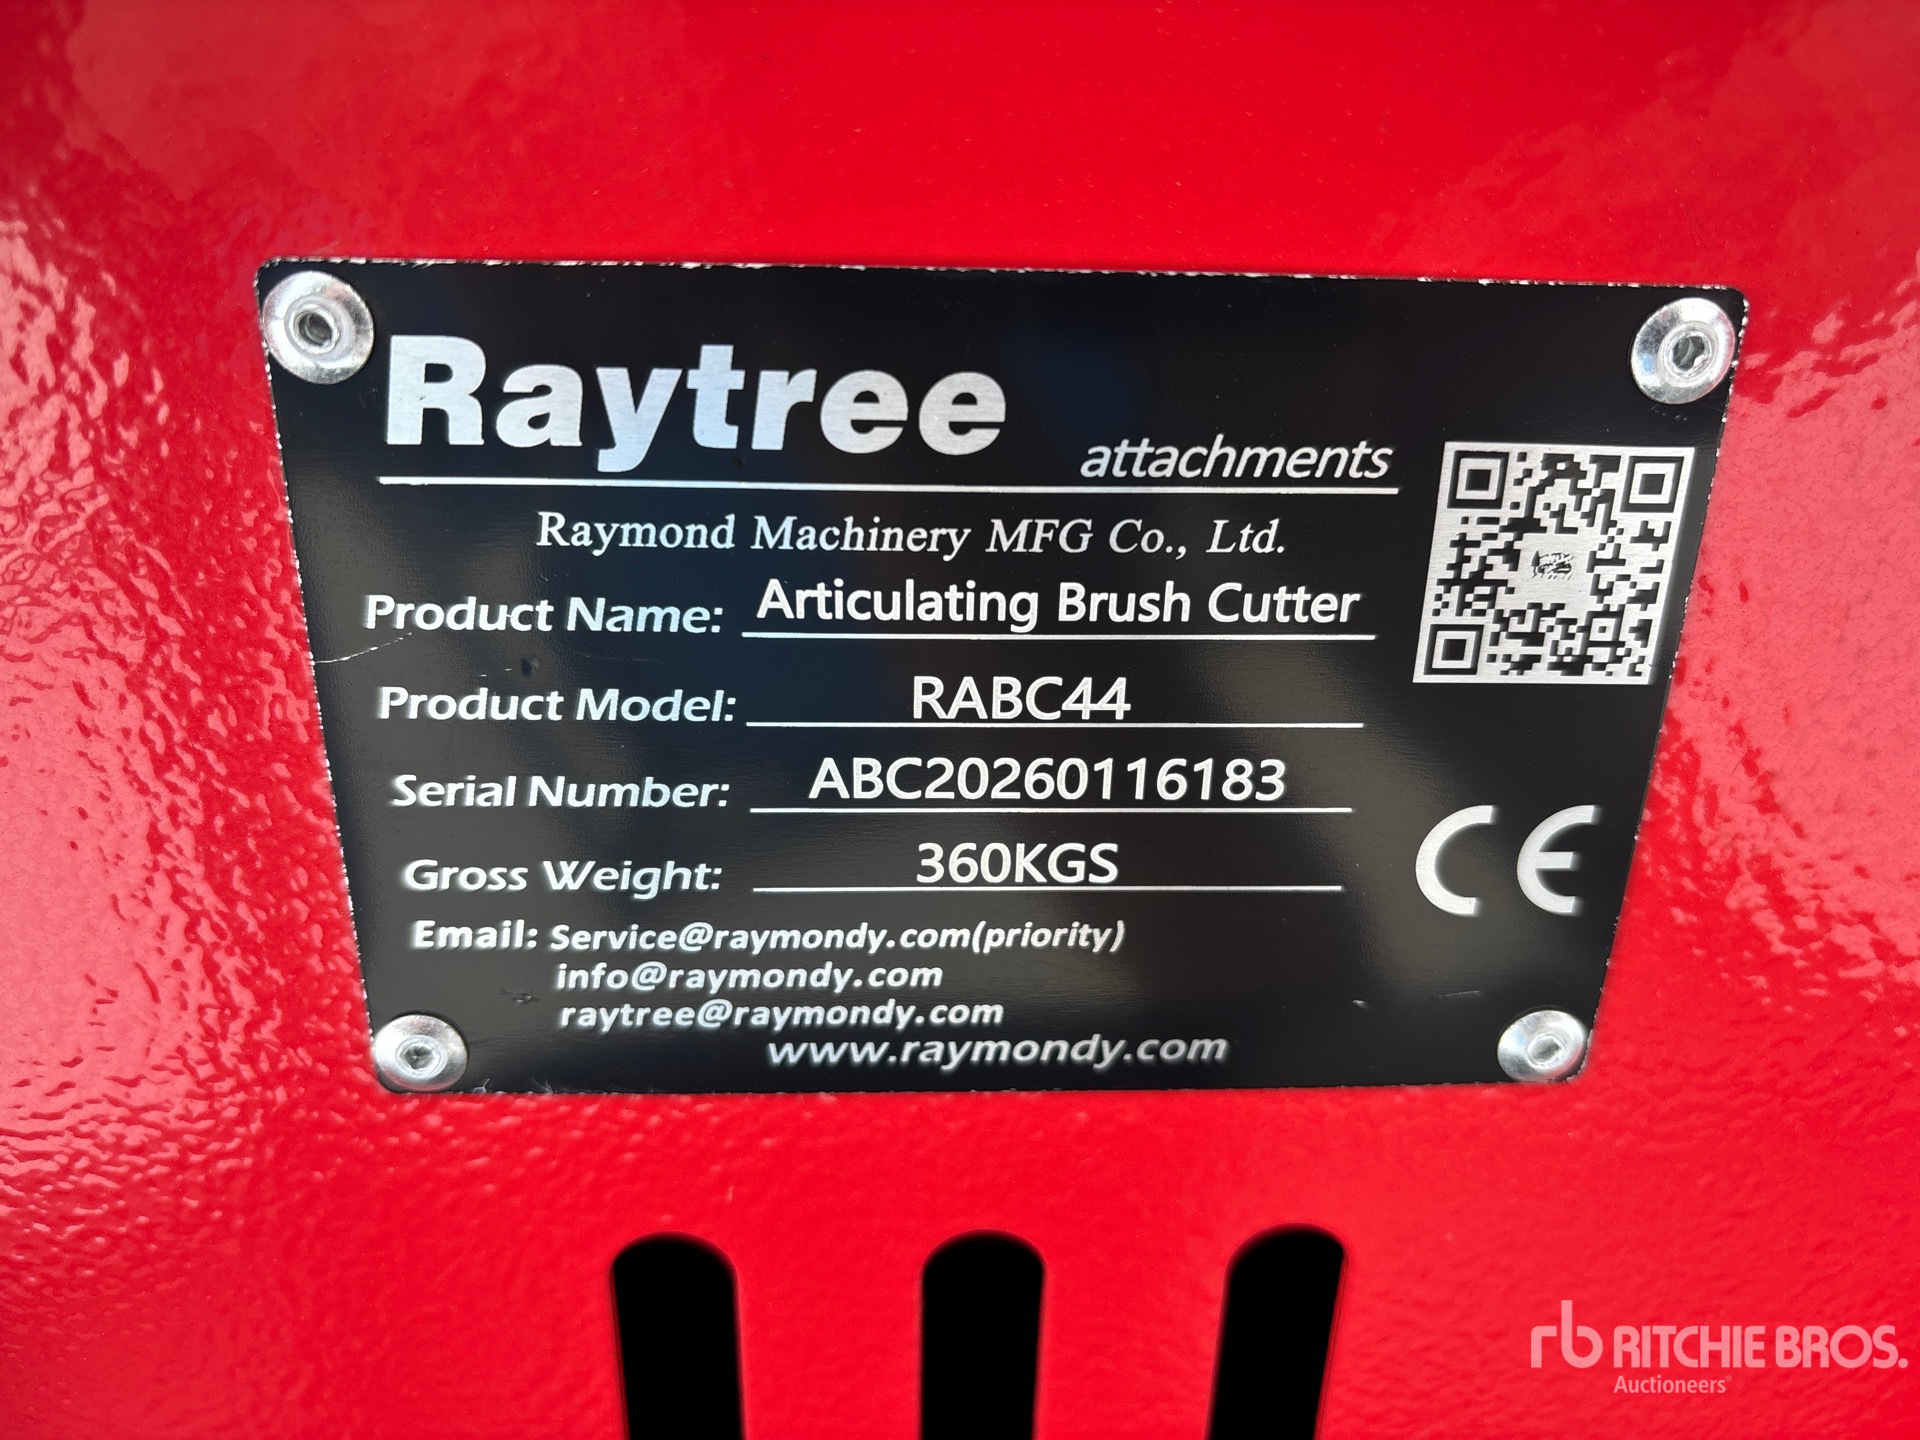 Raytree
attachments
Raymond Machinery MFG Co., Ltd.
Product Name: Articulating Brush Cutter
Product Model: RABC44
Serial Number: ABC20260116183
Gross Weight: 360KGS
CE
Email: Service@raymondy.com(priority)
info@raymondy.com
raytree@raymondy.com
www.raymondy.com
rb RITCHIE BROS.
Auctioneers